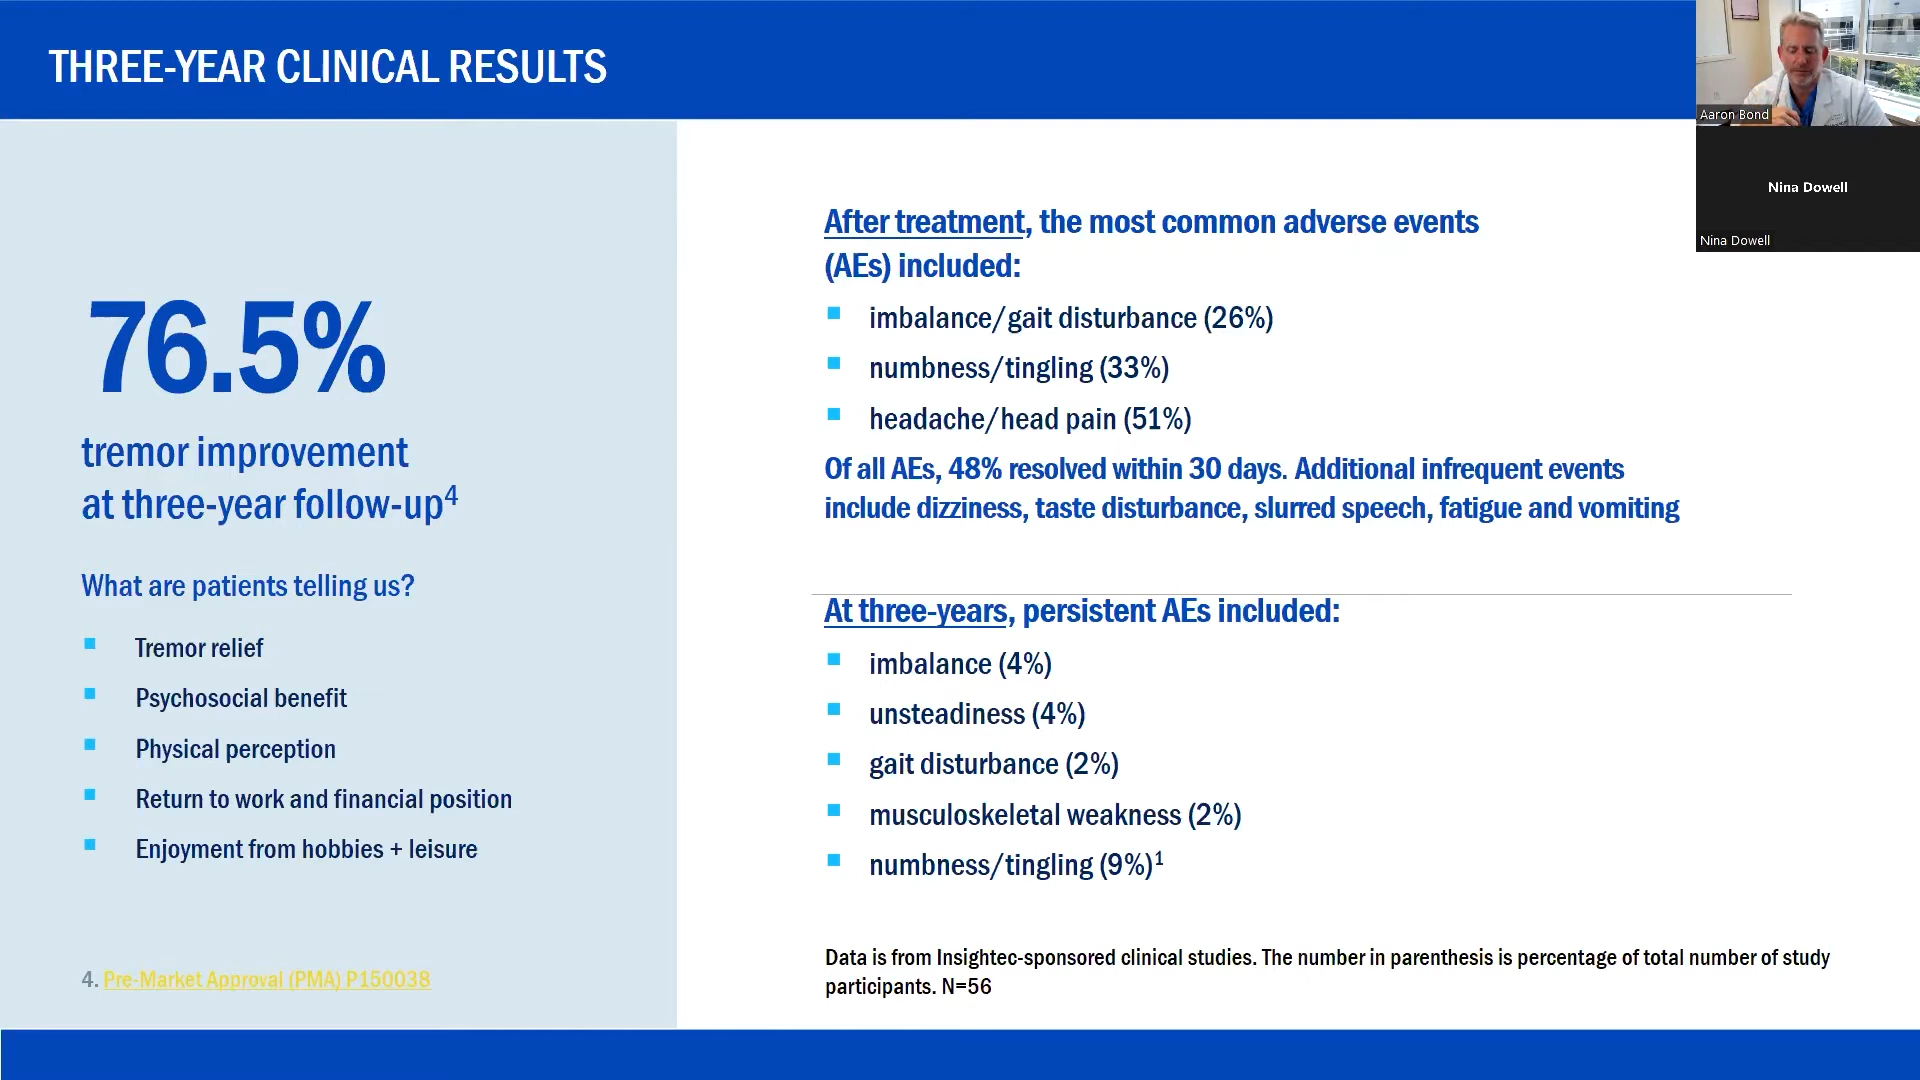 THREE-YEAR CLINICAL RESULTS
76.5%
tremor improvement
at three-year follow-up4
What are patients telling us?
Tremor relief
Psychosocial benefit
Physical perception
Return to work and financial position
Enjoyment from hobbies + leisure
4. Pre-Market Approval (PMA) P150038
After treatment, the most common adverse events
(AEs) included:
imbalance/gait disturbance (26%)
numbness/tingling (33%)
headache/head pain (51%)
Of all AEs, 48% resolved within 30 days. Additional infrequent events
include dizziness, taste disturbance, slurred speech, fatigue and vomiting
At three-years, persistent AEs included:
imbalance (4%)
unsteadiness (4%)
gait disturbance (2%)
musculoskeletal weakness (2%)
numbness/tingling (9%)1
Data is from Insightec-sponsored clinical studies. The number in parenthesis is percentage of total number of study
participants. N=56
Aaron Bond
Nina Dowell
Nina Dowell